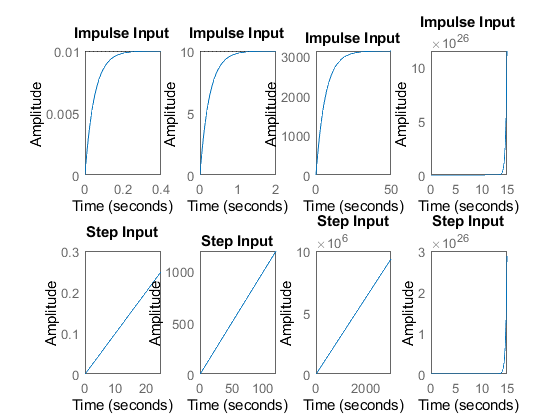 Impulse Input
Amplitude
0.01
0.005
0
0 0.2 0.4
Time (seconds)
Impulse Input
Amplitude
10
5
0
0 1 2
Time (seconds)
Impulse Input
Amplitude
3000
2000
1000
0
0 50
Time (seconds)
Impulse Input
×10^26
Amplitude
10
5
0
0 5 10 15
Time (seconds)
Step Input
Amplitude
0.3
0.2
0.1
0
0 10 20
Time (seconds)
Step Input
Amplitude
1000
500
0
0 50 100
Time (seconds)
Step Input
×10^6
Amplitude
10
5
0
0 2000
Time (seconds)
Step Input
×10^26
Amplitude
3
2
1
0
0 5 10 15
Time (seconds)